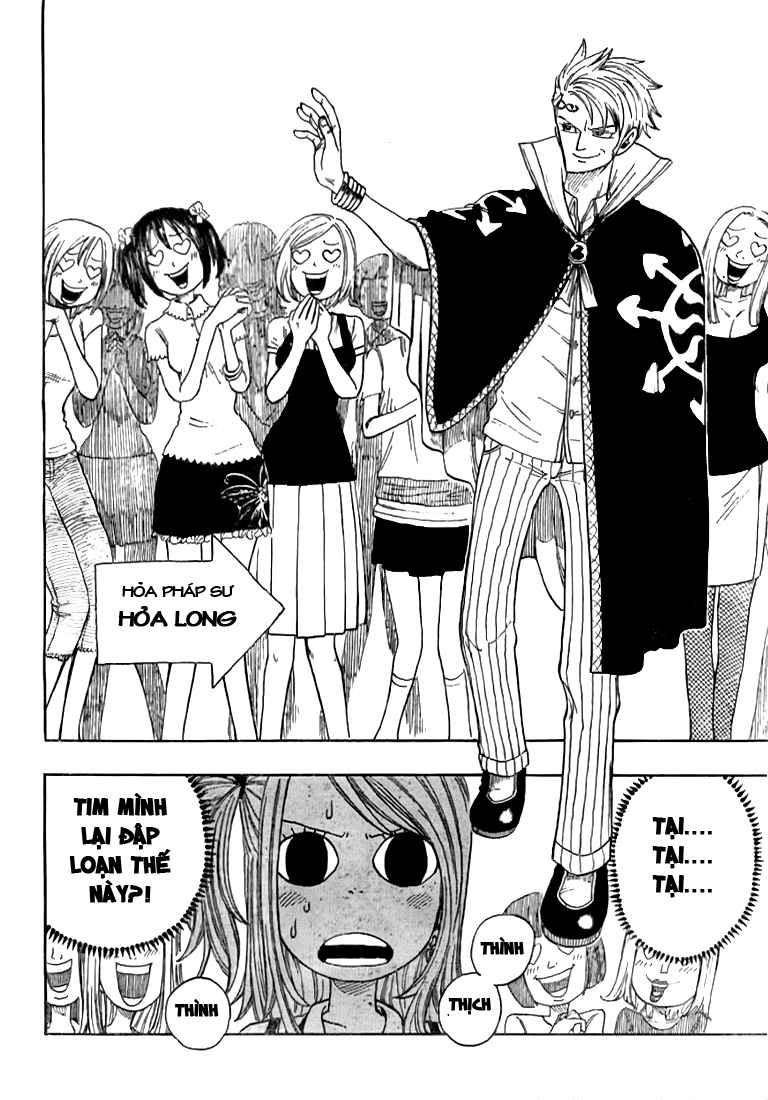 HỎA PHÁP SƯ
HỎA LONG
TẠI....
TẠI....
TẠI....
TIM MÌNH
LẠI ĐẬP
LOẠN THẾ
NÀY?!
THÌNH
THỊCH
THÌNH